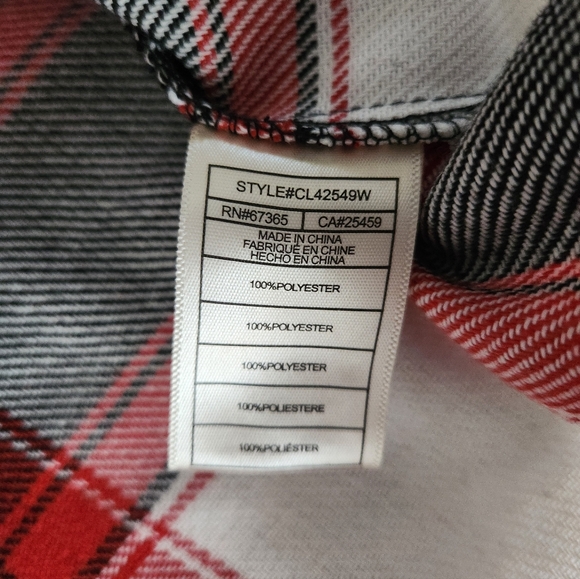 STYLE#CL42549W
RN#67365 CA#25459
MADE IN CHINA
FABRIQUÉ EN CHINE
HECHO EN CHINA
100%POLYESTER
100%POLYESTER
100%POLYESTER
100%POLIESTERE
100%POLIÉSTER